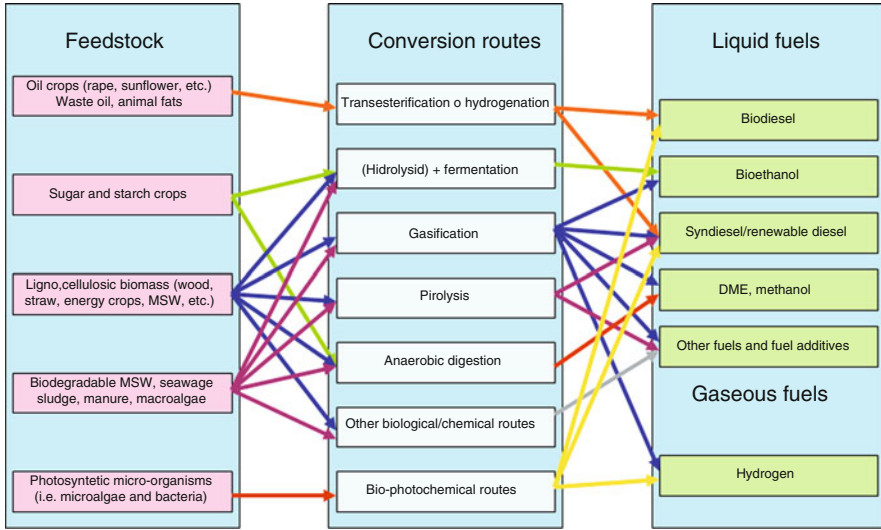 Feedstock
Oil crops (rape, sunflower, etc.)
Waste oil, animal fats
Sugar and starch crops
Ligno,cellulosic biomass (wood,
straw, energy crops, MSW, etc.)
Biodegradable MSW, seawage
sludge, manure, macroalgae
Photosyntetic micro-organisms
(i.e. microalgae and bacteria)
Conversion routes
Transesterification o hydrogenation
(Hidrolysid) + fermentation
Gasification
Pirolysis
Anaerobic digestion
Other biological/chemical routes
Bio-photochemical routes
Liquid fuels
Biodiesel
Bioethanol
Syndiesel/renewable diesel
DME, methanol
Other fuels and fuel additives
Gaseous fuels
Hydrogen